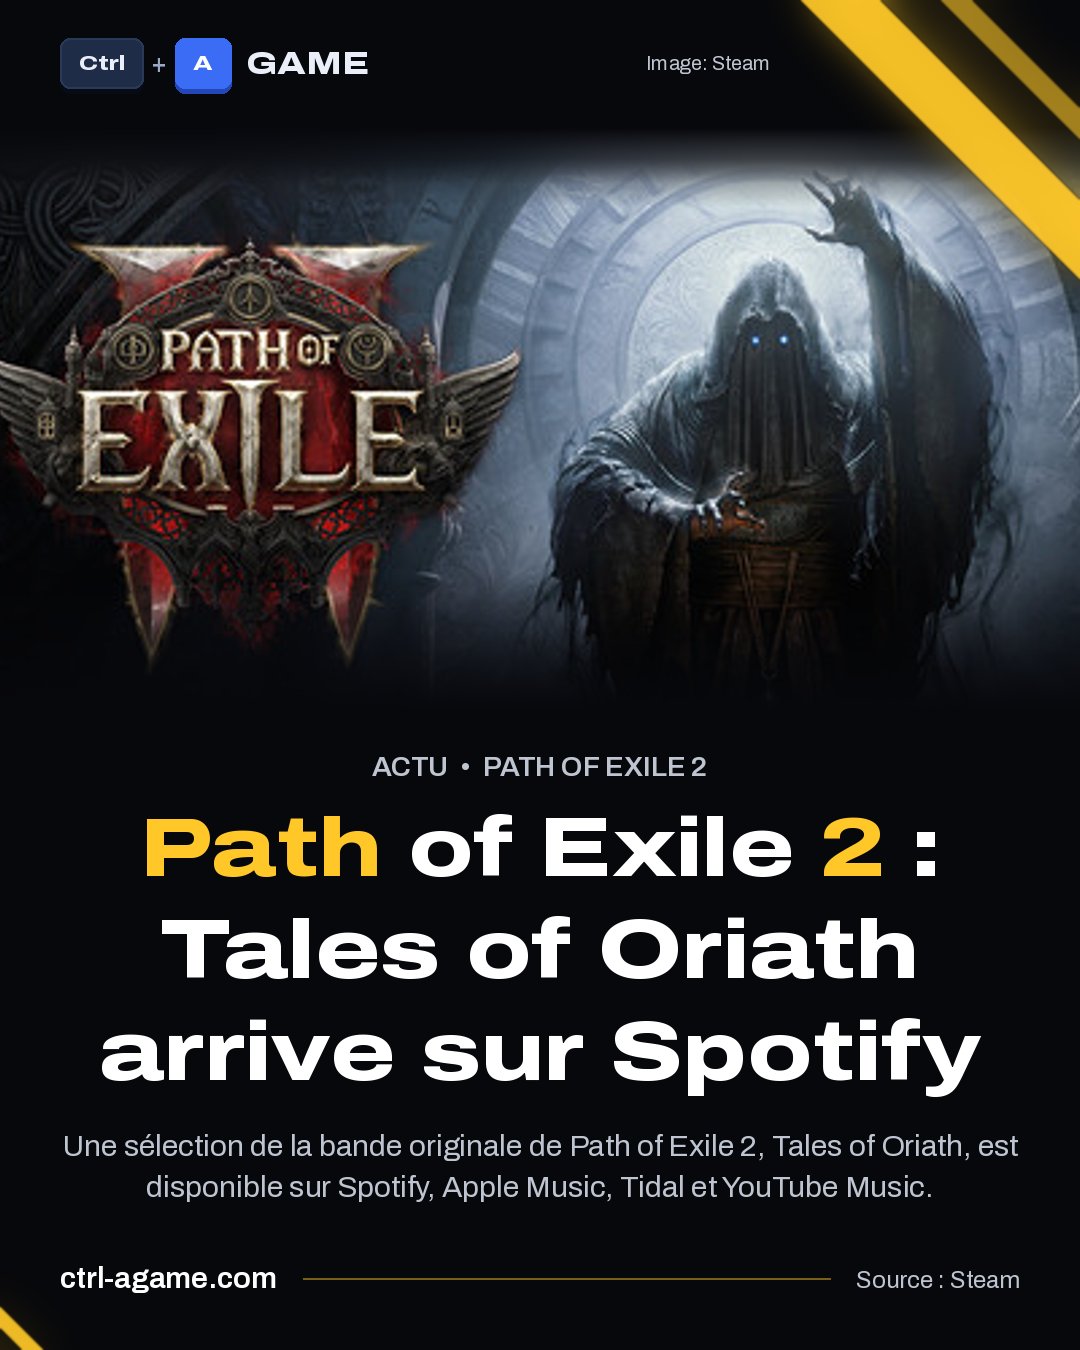 Ctrl + A GAME
Image: Steam
PATH OF
EXILE
II
ACTU • PATH OF EXILE 2
Path of Exile 2 :
Tales of Oriath
arrive sur Spotify
Une sélection de la bande originale de Path of Exile 2, Tales of Oriath, est
disponible sur Spotify, Apple Music, Tidal et YouTube Music.
ctrl-agame.com
Source : Steam